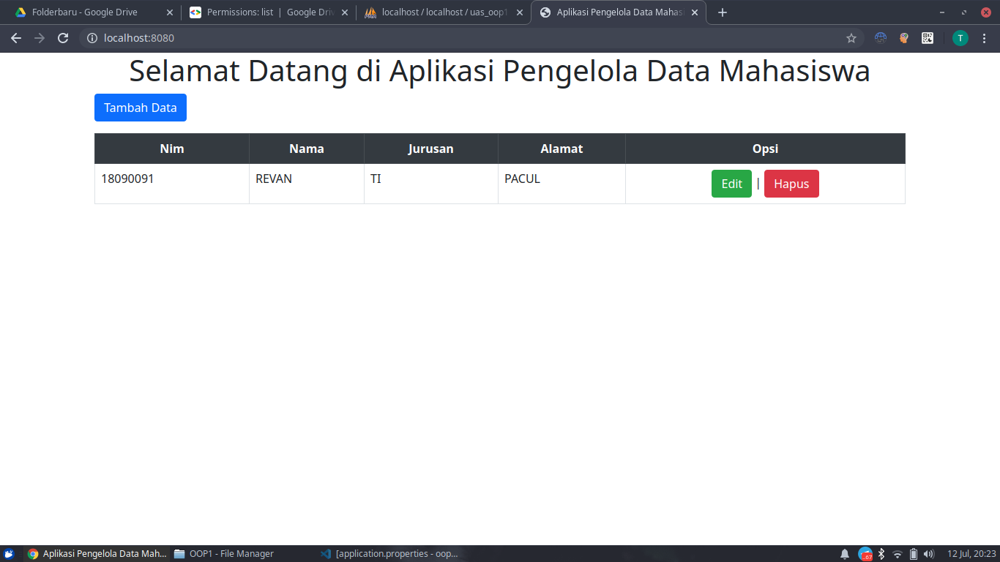 Folderbaru - Google Drive
Permissions: list | Google Driv
localhost / localhost / uas_oop1
Aplikasi Pengelola Data Mahasis
localhost:8080
T
Selamat Datang di Aplikasi Pengelola Data Mahasiswa
Tambah Data
Nim Nama Jurusan Alamat Opsi
18090091 REVAN TI PACUL Edit | Hapus
Aplikasi Pengelola Data Mah...
OOP1 - File Manager
[application.properties - oop...
..67
12 Jul, 20:23